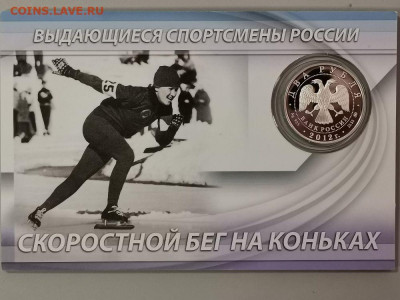 COINS.LAVE.RU
ВЫДАЮЩИЕСЯ СПОРТСМЕНЫ РОССИИ
ДВА РУБЛЯ
БАНК РОССИИ
2012 г.
СКОРОСТНОЙ БЕГ НА КОНЬКАХ